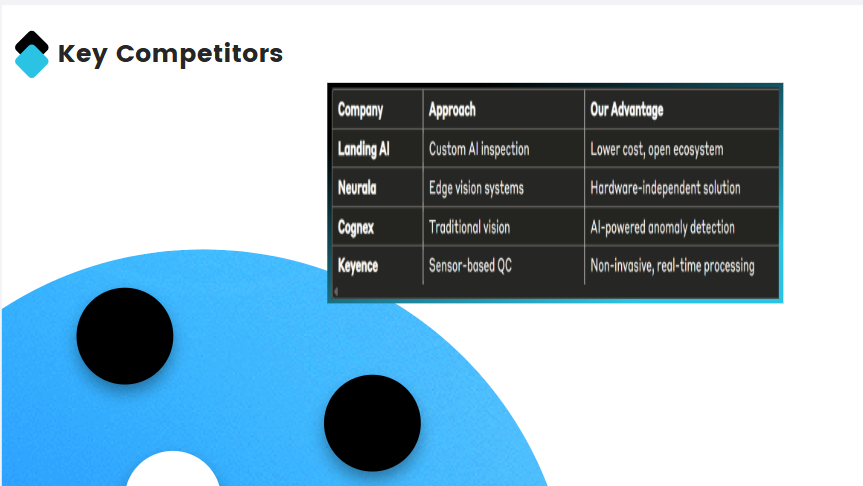 Key Competitors
Company Approach Our Advantage
Landing AI Custom AI inspection Lower cost, open ecosystem
Neurala Edge vision systems Hardware-independent solution
Cognex Traditional vision AI-powered anomaly detection
Keyence Sensor-based QC Non-invasive, real-time processing